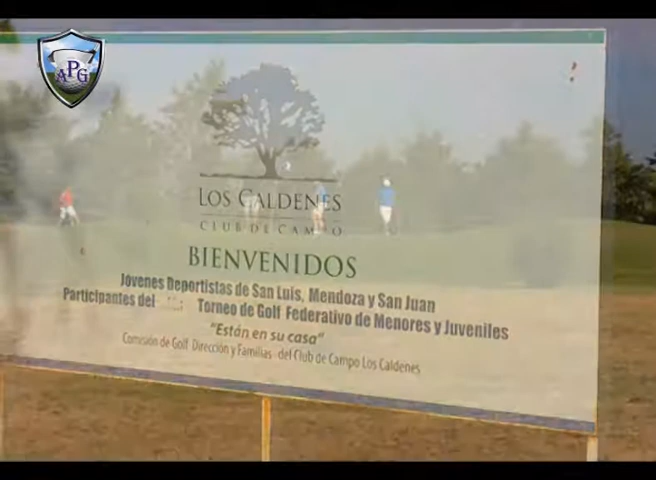 APG
LOS CALDENES
CLUB DE CAMPO
BIENVENIDOS
Jovenes Deportistas de San Luis, Mendoza y San Juan
Participantes del Torneo de Golf Federativo de Menores y Juveniles
"Están en su casa"
Comisión de Golf Dirección y Familias del Club de Campo Los Caldenes